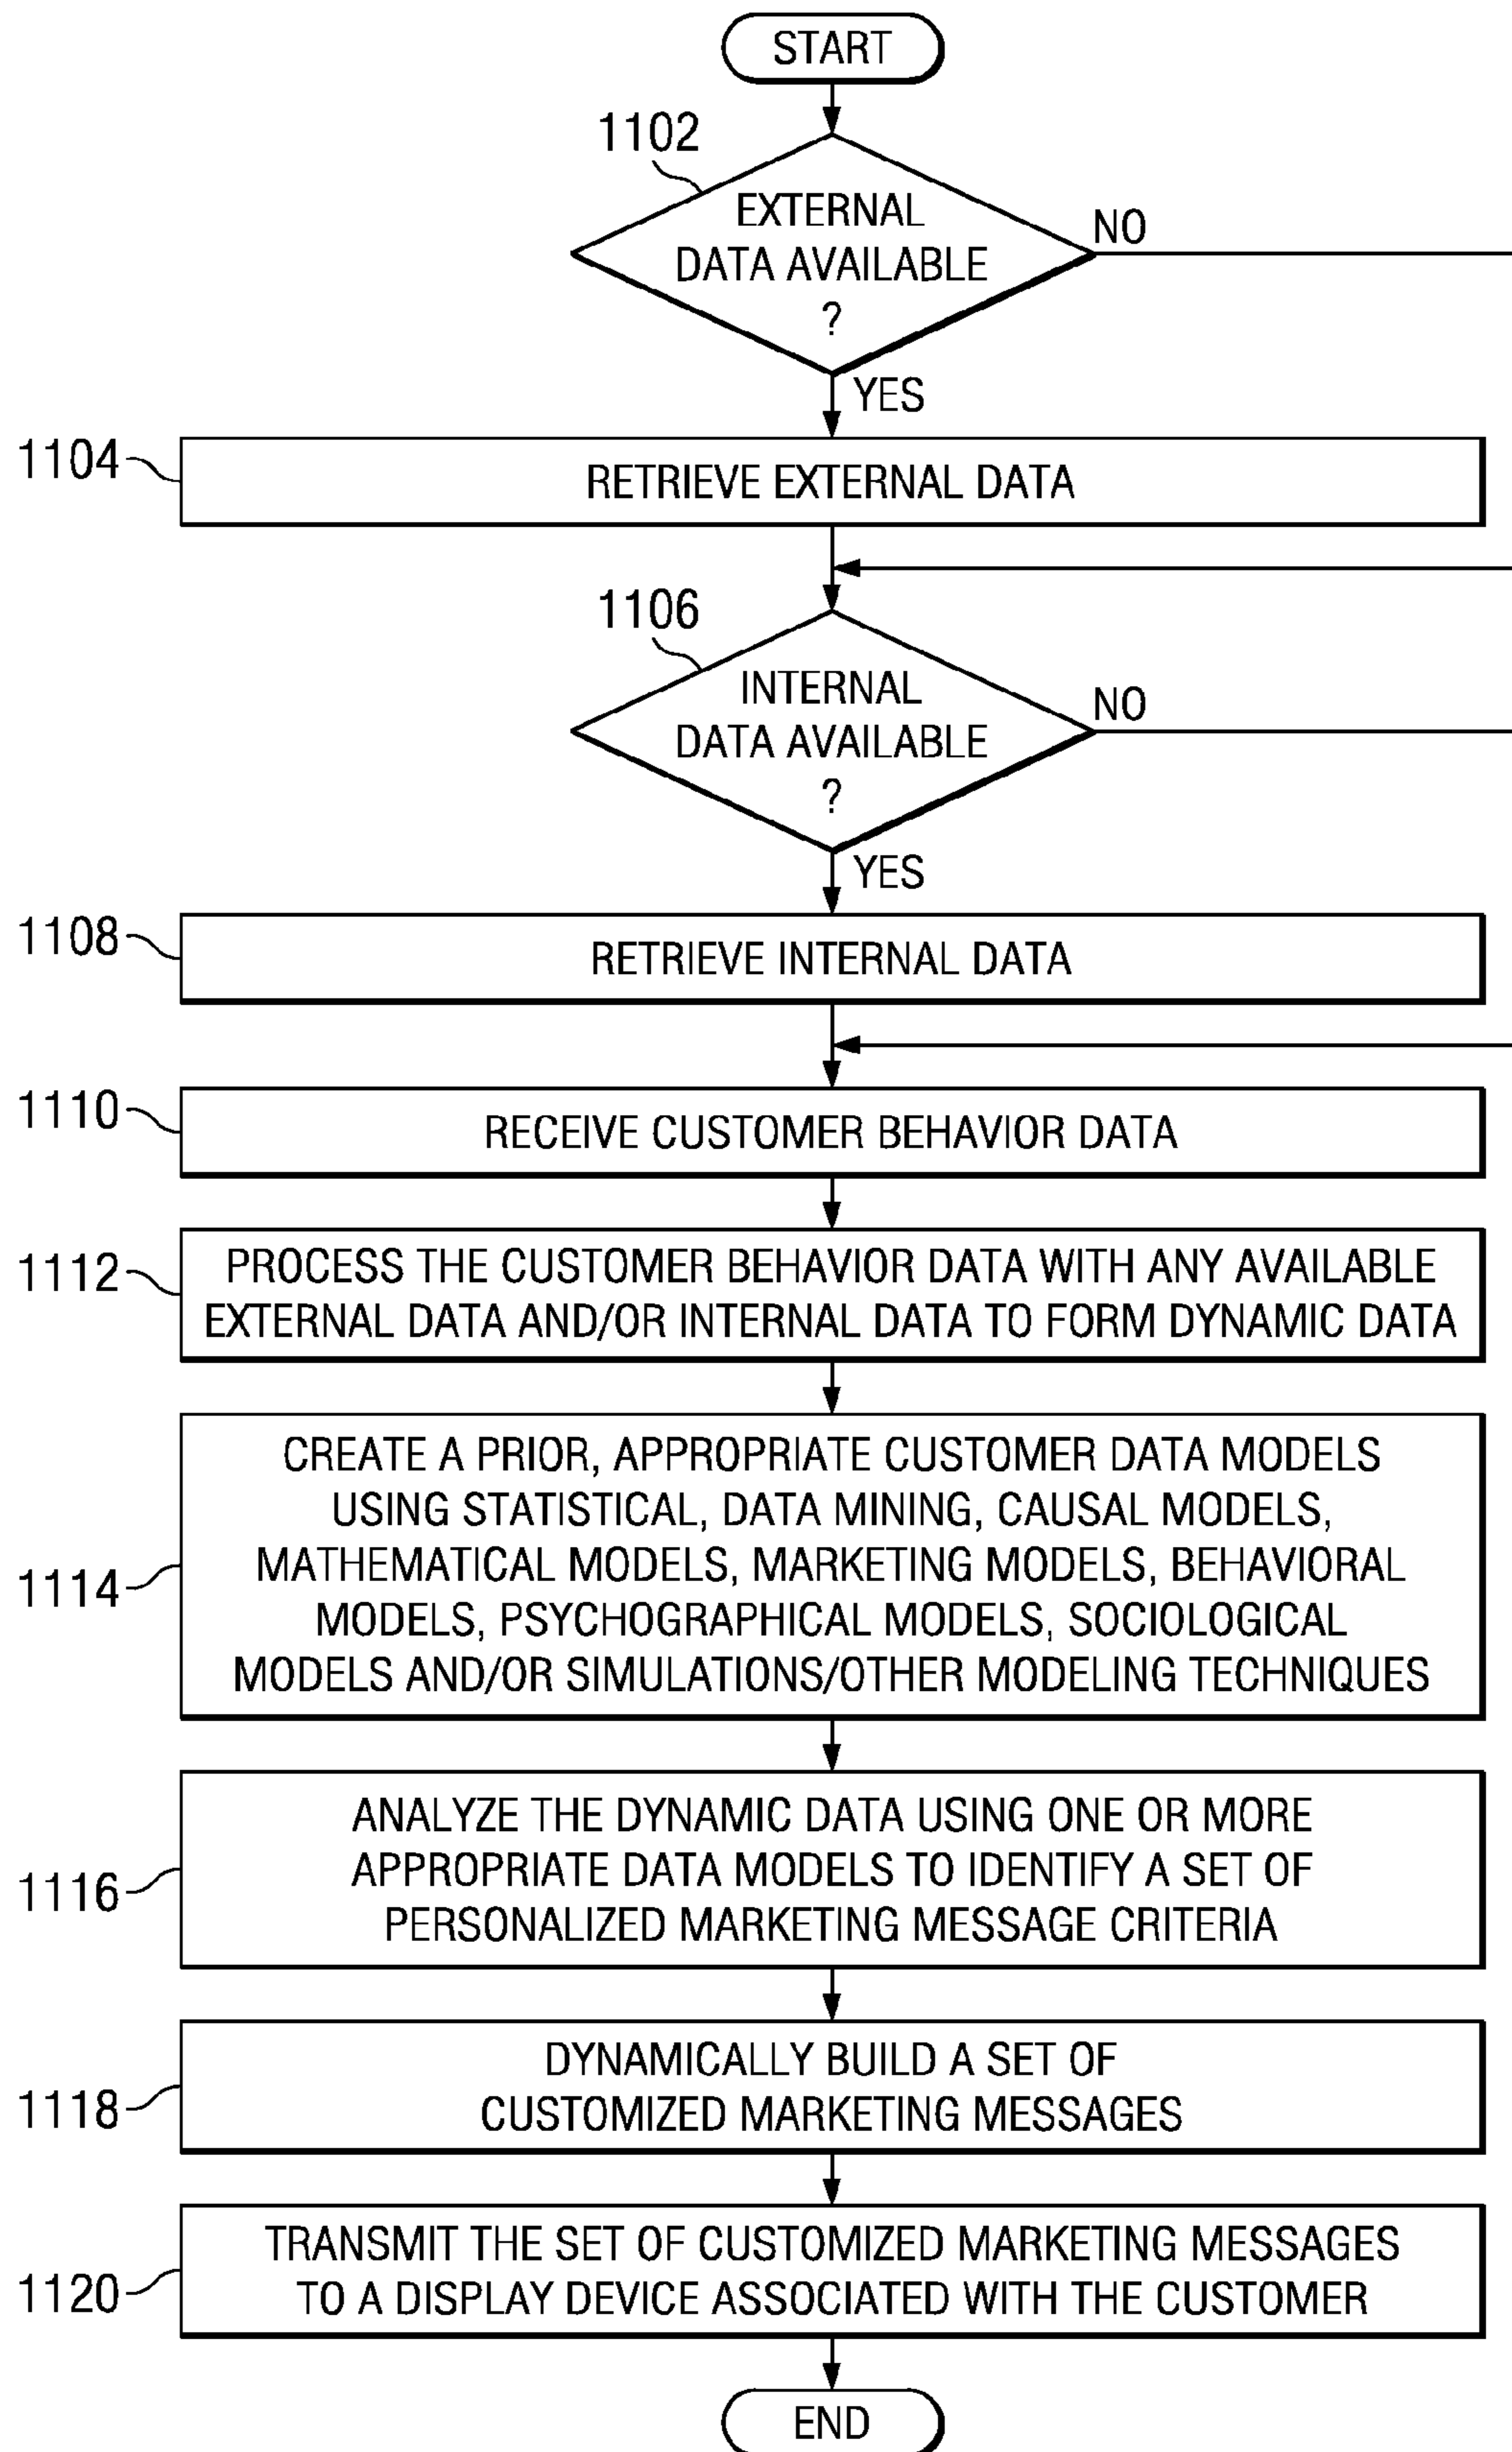 START
1102
EXTERNAL
DATA AVAILABLE
?
NO
YES
1104
RETRIEVE EXTERNAL DATA
1106
INTERNAL
DATA AVAILABLE
?
NO
YES
1108
RETRIEVE INTERNAL DATA
1110
RECEIVE CUSTOMER BEHAVIOR DATA
1112
PROCESS THE CUSTOMER BEHAVIOR DATA WITH ANY AVAILABLE
EXTERNAL DATA AND/OR INTERNAL DATA TO FORM DYNAMIC DATA
1114
CREATE A PRIOR, APPROPRIATE CUSTOMER DATA MODELS
USING STATISTICAL, DATA MINING, CAUSAL MODELS,
MATHEMATICAL MODELS, MARKETING MODELS, BEHAVIORAL
MODELS, PSYCHOGRAPHICAL MODELS, SOCIOLOGICAL
MODELS AND/OR SIMULATIONS/OTHER MODELING TECHNIQUES
1116
ANALYZE THE DYNAMIC DATA USING ONE OR MORE
APPROPRIATE DATA MODELS TO IDENTIFY A SET OF
PERSONALIZED MARKETING MESSAGE CRITERIA
1118
DYNAMICALLY BUILD A SET OF
CUSTOMIZED MARKETING MESSAGES
1120
TRANSMIT THE SET OF CUSTOMIZED MARKETING MESSAGES
TO A DISPLAY DEVICE ASSOCIATED WITH THE CUSTOMER
END